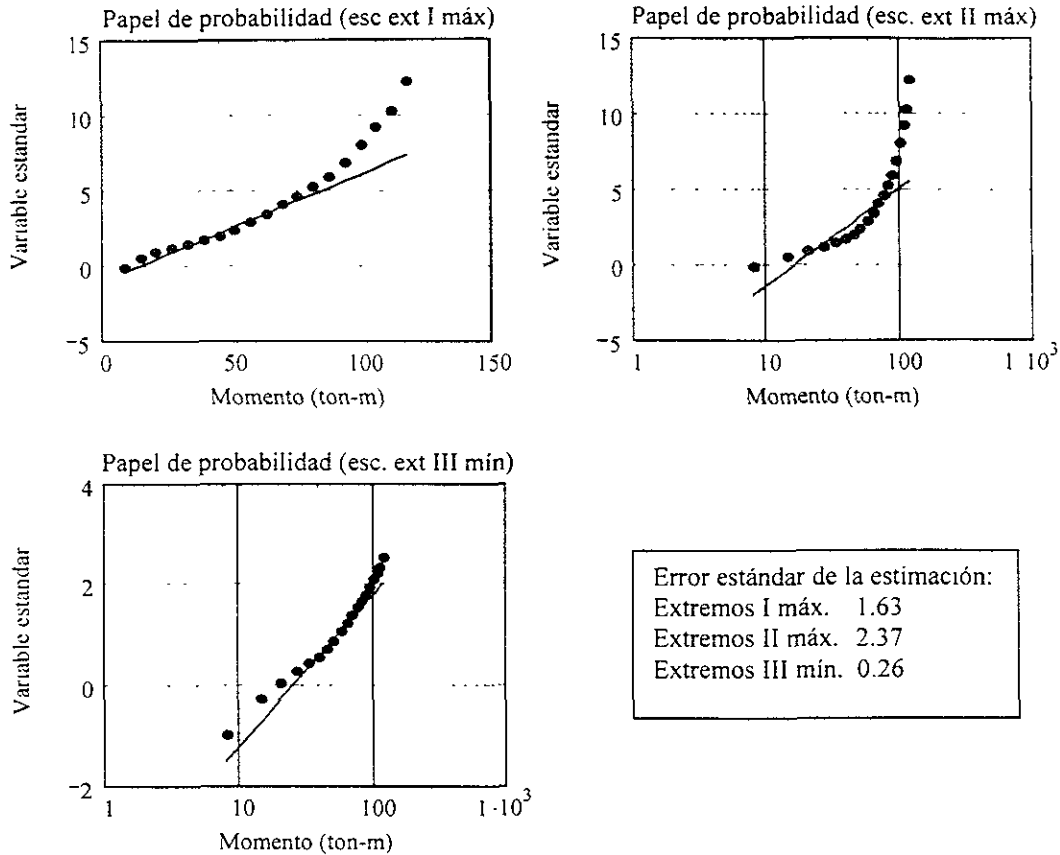 Papel de probabilidad (esc ext I máx)
15
10
5
0
−5
0
50
100
150
Variable estandar
Momento (ton-m)
Papel de probabilidad (esc. ext II máx)
15
10
5
0
−5
1
10
100
1 10³
Variable estandar
Momento (ton-m)
Papel de probabilidad (esc. ext III mín)
4
2
0
−2
1
10
100
1·10³
Variable estandar
Momento (ton-m)
Error estándar de la estimación:
Extremos I máx. 1.63
Extremos II máx. 2.37
Extremos III mín. 0.26